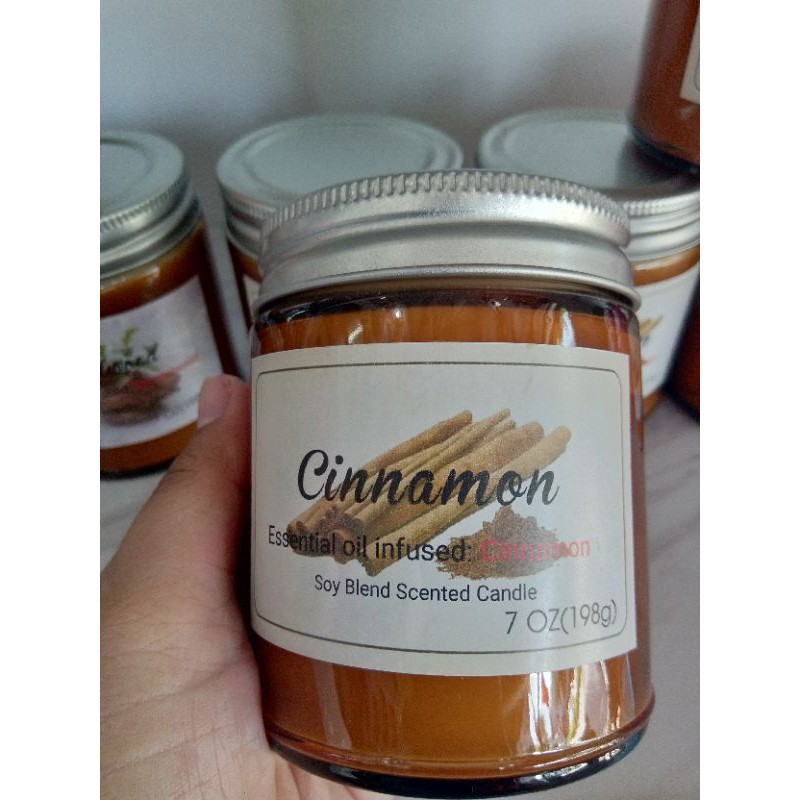 Cinnamon
Essential oil infused: Cinnamon
Soy Blend Scented Candle
7 OZ(198g)